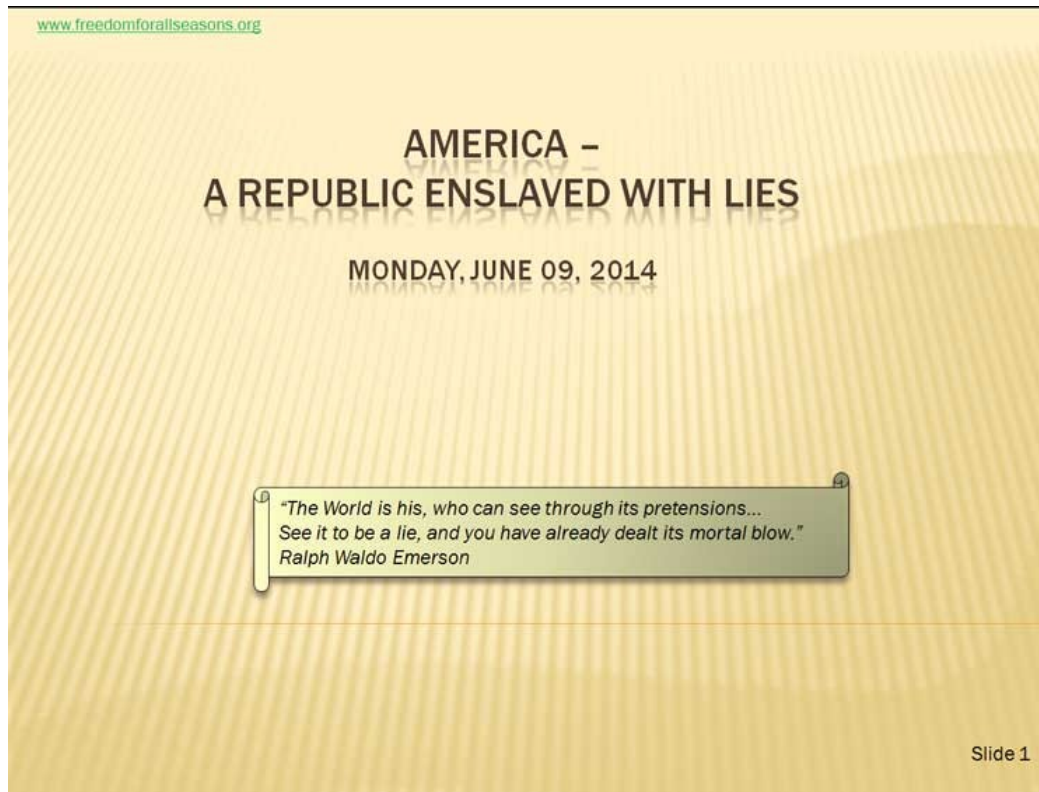 www.freedomforallseasons.org
AMERICA –
A REPUBLIC ENSLAVED WITH LIES
MONDAY, JUNE 09, 2014
“The World is his, who can see through its pretensions...
See it to be a lie, and you have already dealt its mortal blow.”
Ralph Waldo Emerson
Slide 1